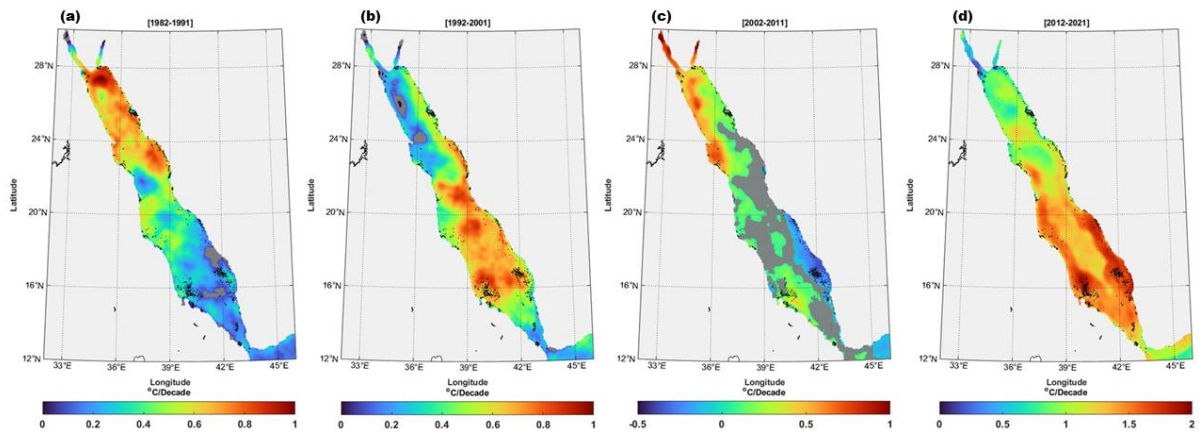 (a)
[1982-1991]
28°N
24°N
20°N
16°N
12°N
Latitude
33°E
36°E
39°E
42°E
45°E
Longitude
°C/Decade
0
0.2
0.4
0.6
0.8
1
(b)
[1992-2001]
28°N
24°N
20°N
16°N
12°N
Latitude
33°E
36°E
39°E
42°E
45°E
Longitude
°C/Decade
0
0.2
0.4
0.6
0.8
1
(c)
[2002-2011]
28°N
24°N
20°N
16°N
12°N
Latitude
33°E
36°E
39°E
42°E
45°E
Longitude
°C/Decade
-0.5
0
0.5
1
(d)
[2012-2021]
28°N
24°N
20°N
16°N
12°N
Latitude
33°E
36°E
39°E
42°E
45°E
Longitude
°C/Decade
0
0.5
1
1.5
2